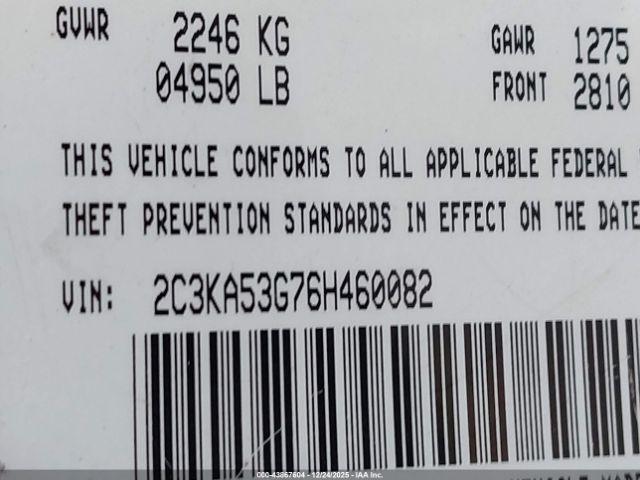 GVWR 2246 KG GAWR 1275
04950 LB FRONT 2810
THIS VEHICLE CONFORMS TO ALL APPLICABLE FEDERAL
THEFT PREVENTION STANDARDS IN EFFECT ON THE DATE
VIN: 2C3KA53G76H460082
000-43867604 - 12/24/2025 - IAA Inc.